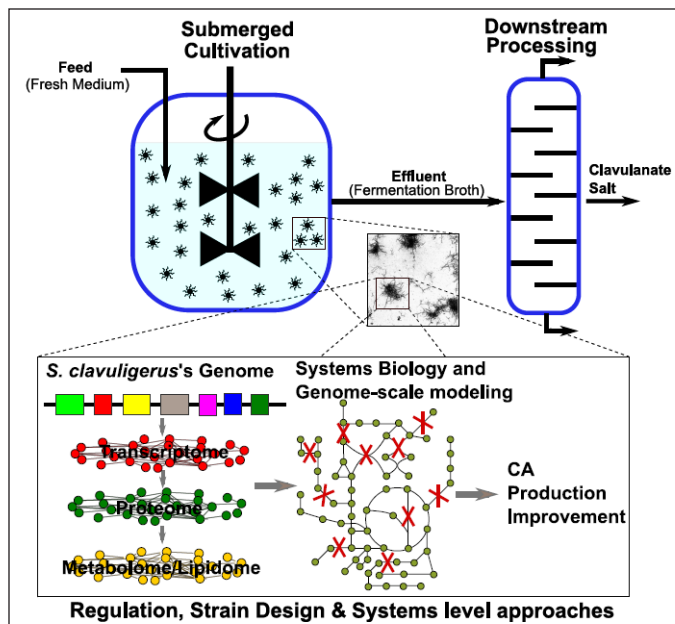 Submerged
Cultivation
Downstream
Processing
Feed
(Fresh Medium)
Effluent
(Fermentation Broth)
Clavulanate
Salt
S. clavuligerus's Genome
Transcriptome
Proteome
Metabolome/Lipidome
Systems Biology and
Genome-scale modeling
CA
Production
Improvement
Regulation, Strain Design & Systems level approaches